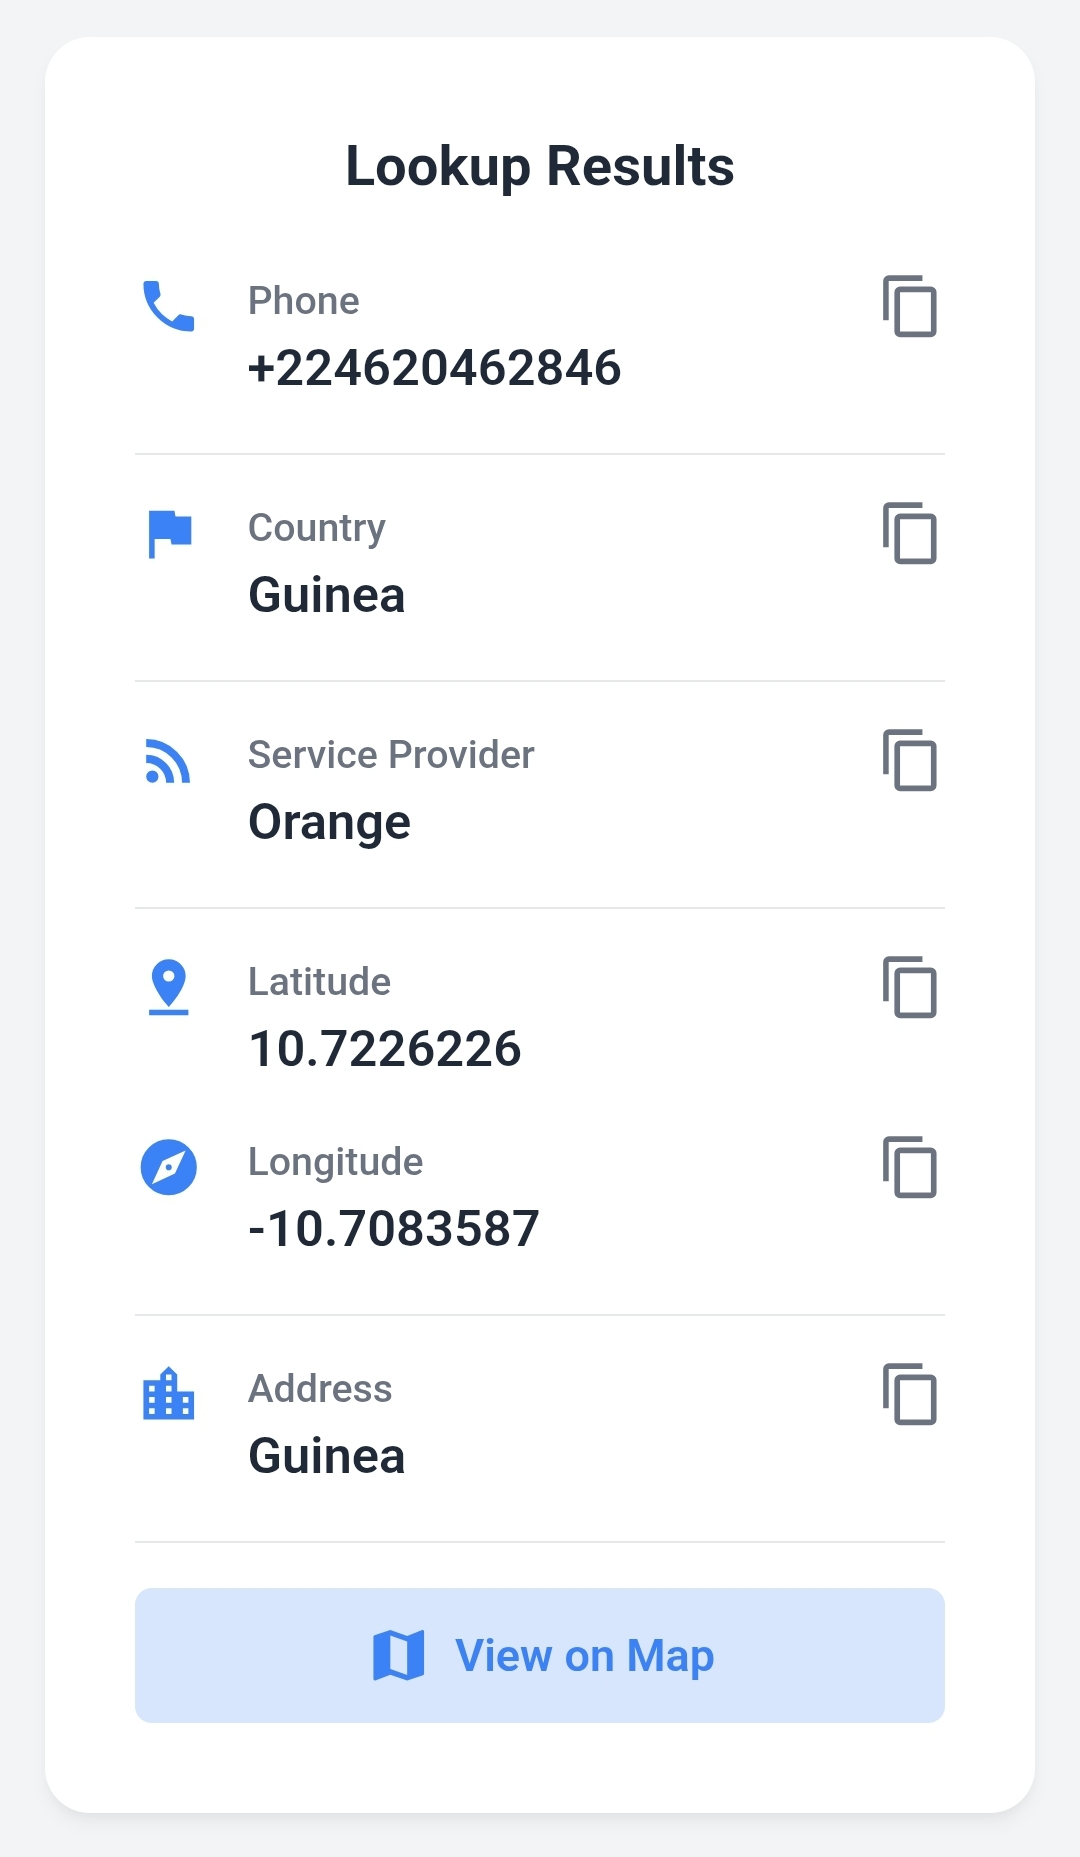 Lookup Results
Phone
+224620462846
Country
Guinea
Service Provider
Orange
Latitude
10.7226226
Longitude
-10.7083587
Address
Guinea
View on Map